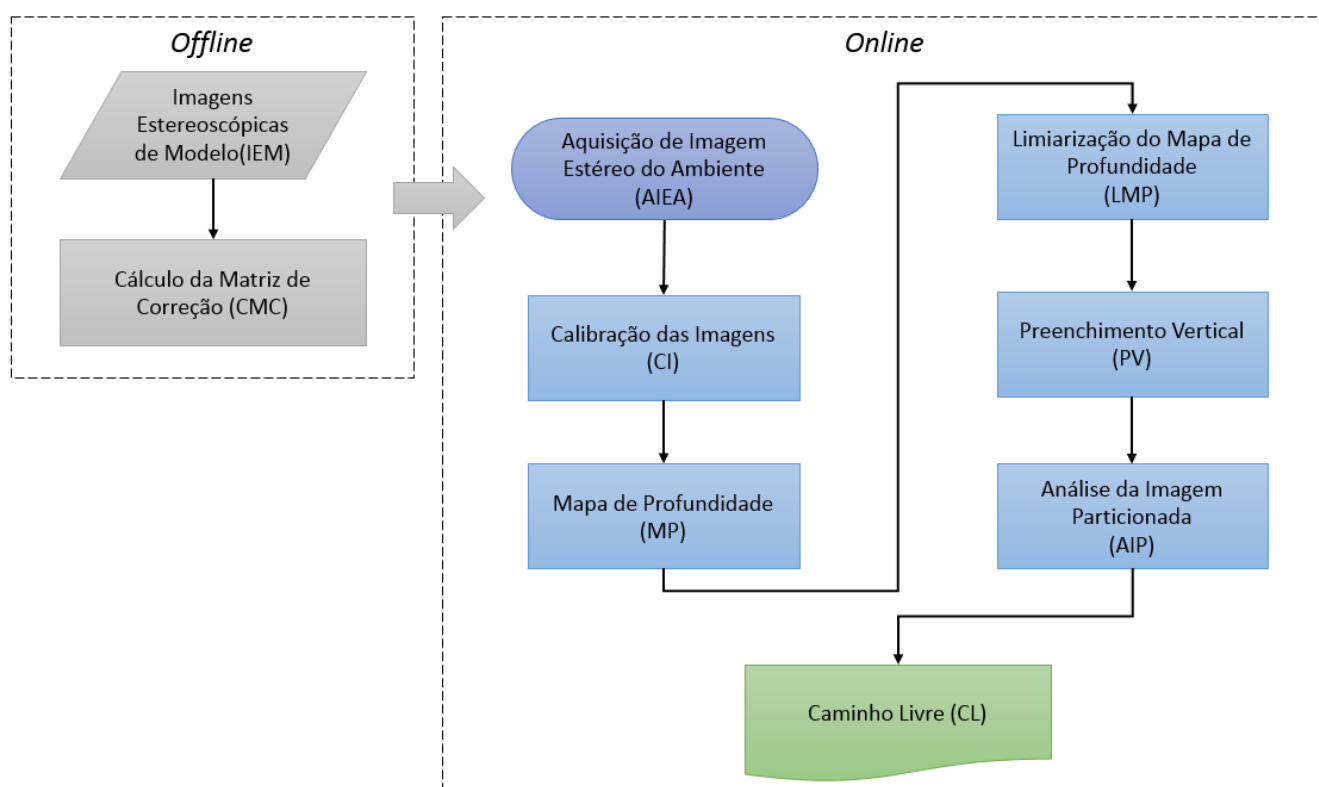 Offline
Imagens
Estereoscópicas
de Modelo(IEM)
Cálculo da Matriz de
Correção (CMC)
Online
Aquisição de Imagem
Estéreo do Ambiente
(AIEA)
Calibração das Imagens
(CI)
Mapa de Profundidade
(MP)
Limiarização do Mapa de
Profundidade
(LMP)
Preenchimento Vertical
(PV)
Análise da Imagem
Particionada
(AIP)
Caminho Livre (CL)